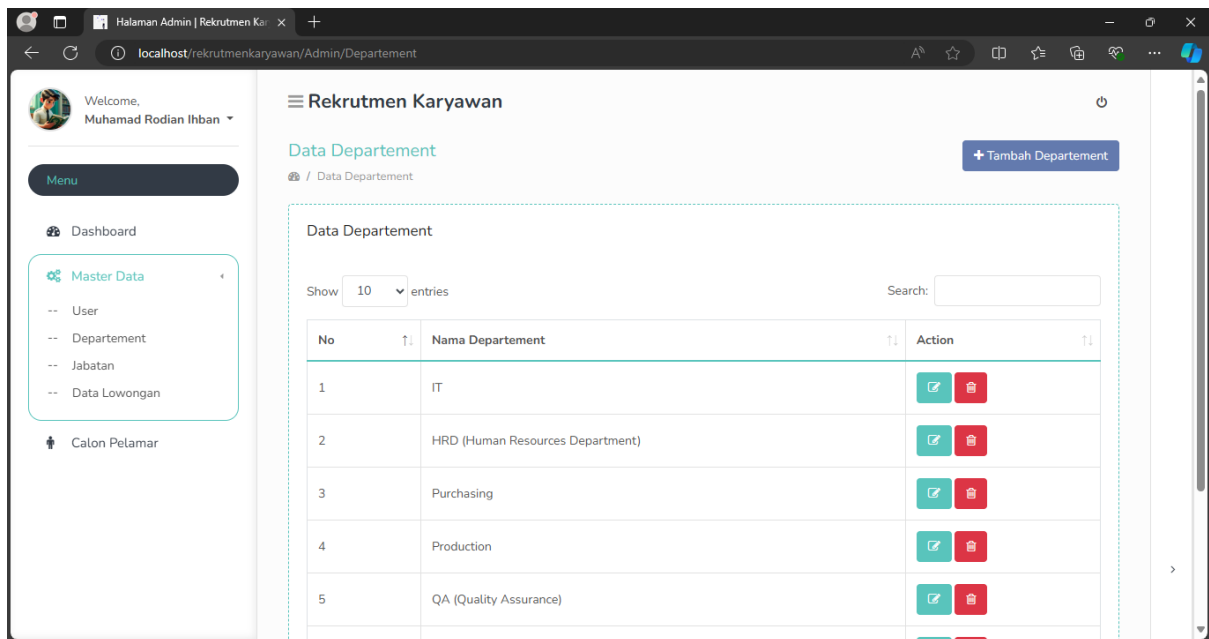 Halaman Admin | Rekrutmen Kar
localhost/rekrutmenkaryawan/Admin/Departement
Welcome,
Muhamad Rodian Ihban
Menu
Dashboard
Master Data
-- User
-- Departement
-- Jabatan
-- Data Lowongan
Calon Pelamar
Rekrutmen Karyawan
Data Departement
/ Data Departement
+ Tambah Departement
Data Departement
Show 10 entries
Search:
No Nama Departement Action
1 IT
2 HRD (Human Resources Department)
3 Purchasing
4 Production
5 QA (Quality Assurance)